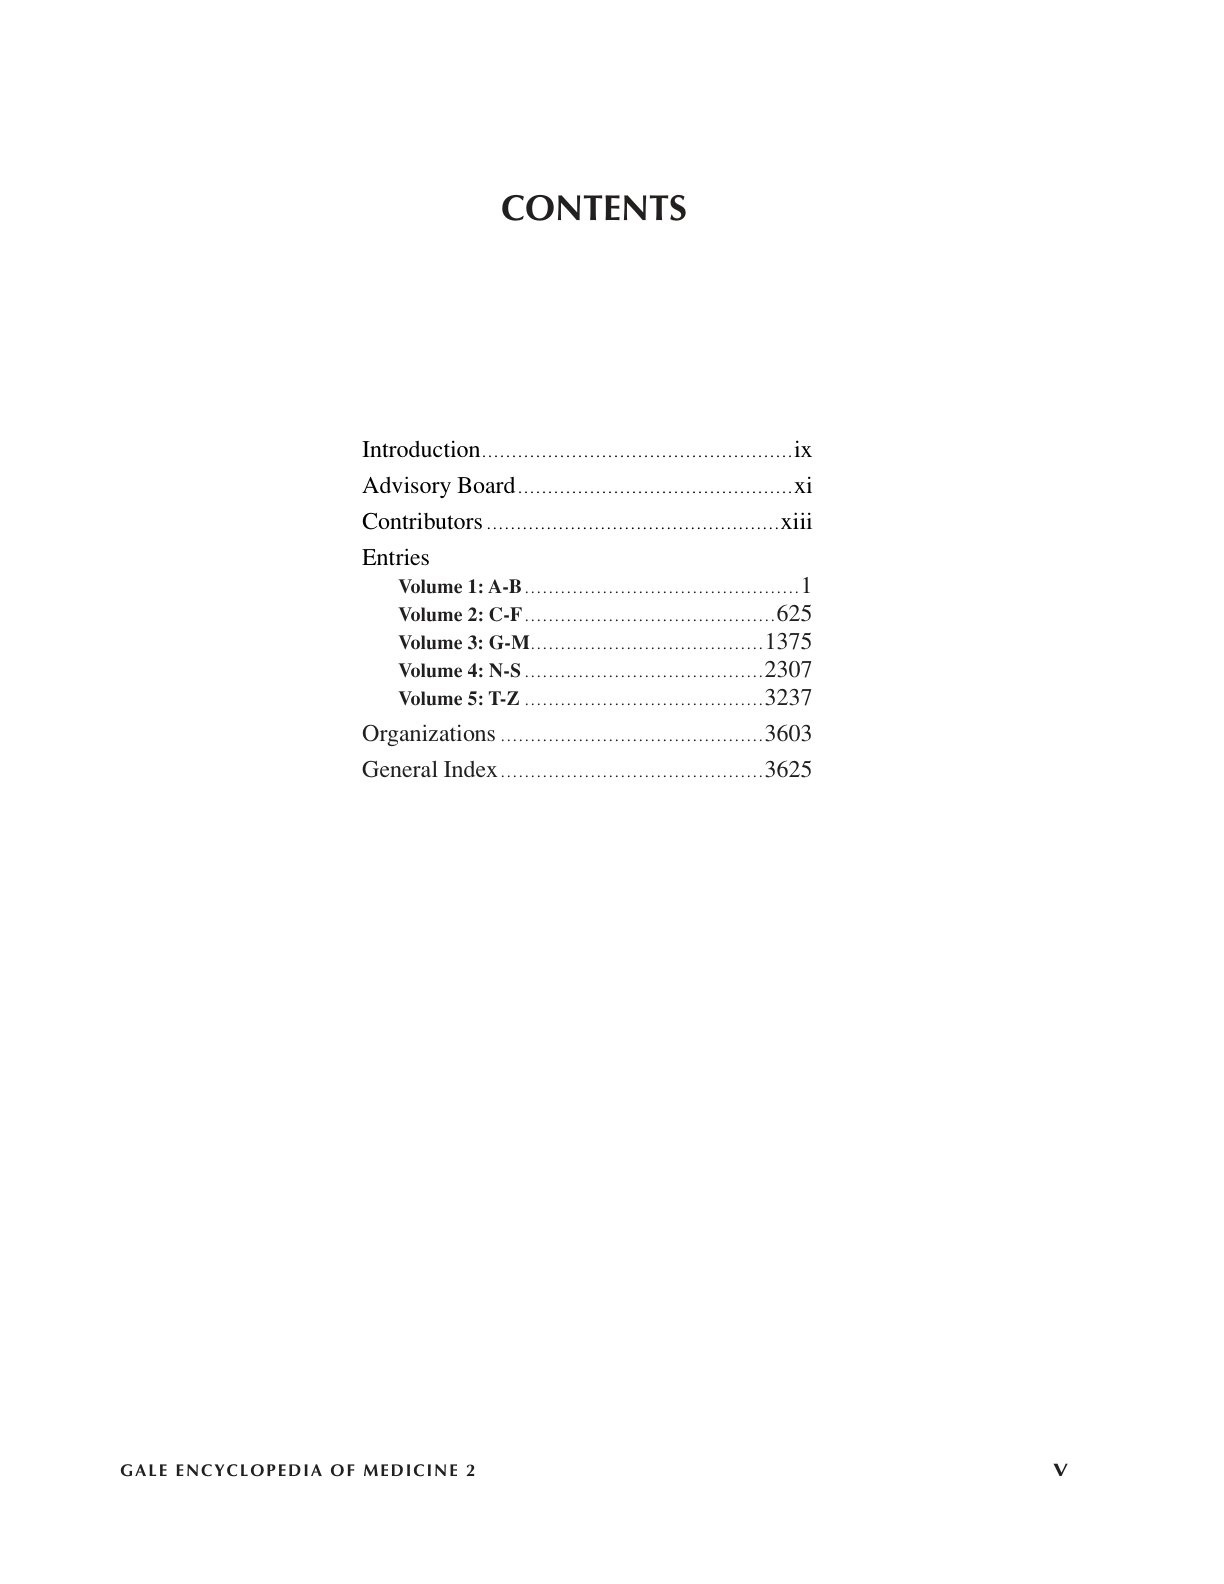 CONTENTS
Introduction....................................................ix
Advisory Board..............................................xi
Contributors .................................................xiii
Entries
Volume 1: A-B ..............................................1
Volume 2: C-F ..........................................625
Volume 3: G-M.......................................1375
Volume 4: N-S ........................................2307
Volume 5: T-Z ........................................3237
Organizations ............................................3603
General Index............................................3625
GALE ENCYCLOPEDIA OF MEDICINE 2 V